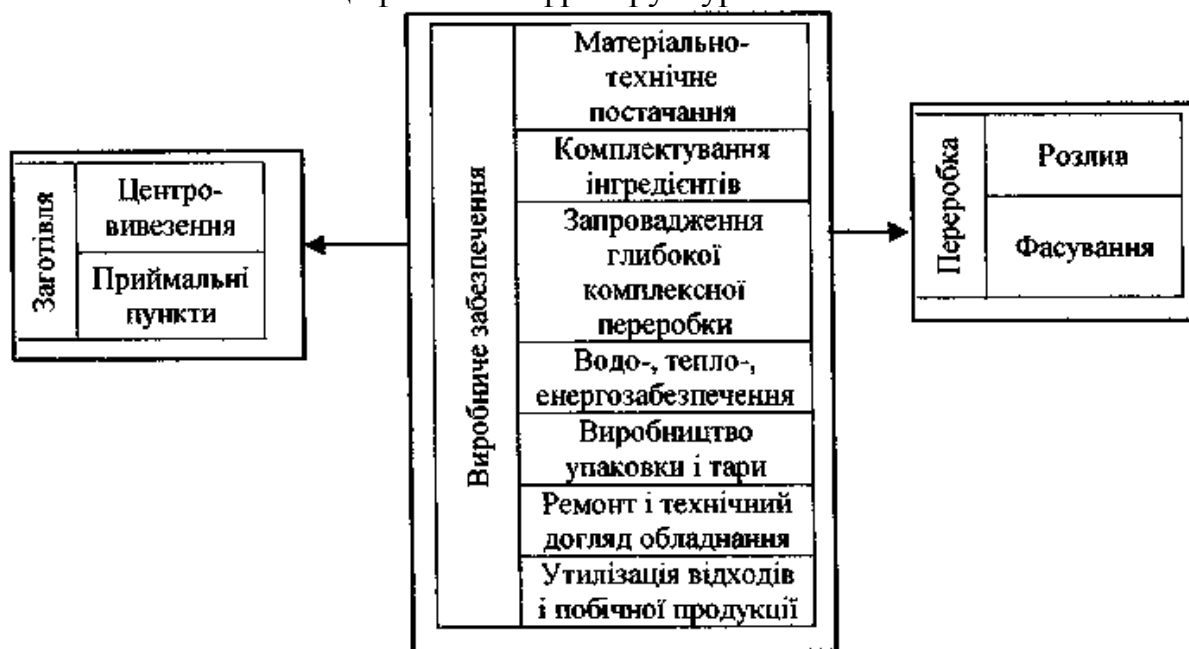 Заготівля
Центро-
вивезення
Приймальні
пункти
Виробниче забезпечення
Матеріально-
технічне
постачання
Комплектування
інгредієнтів
Запровадження
глибокої
комплексної
переробки
Водо-, тепло-,
енергозабезпечення
Виробництво
упаковки і тари
Ремонт і технічний
догляд обладнання
Утилізація відходів
і побічної продукції
Переробка
Розлив
Фасування